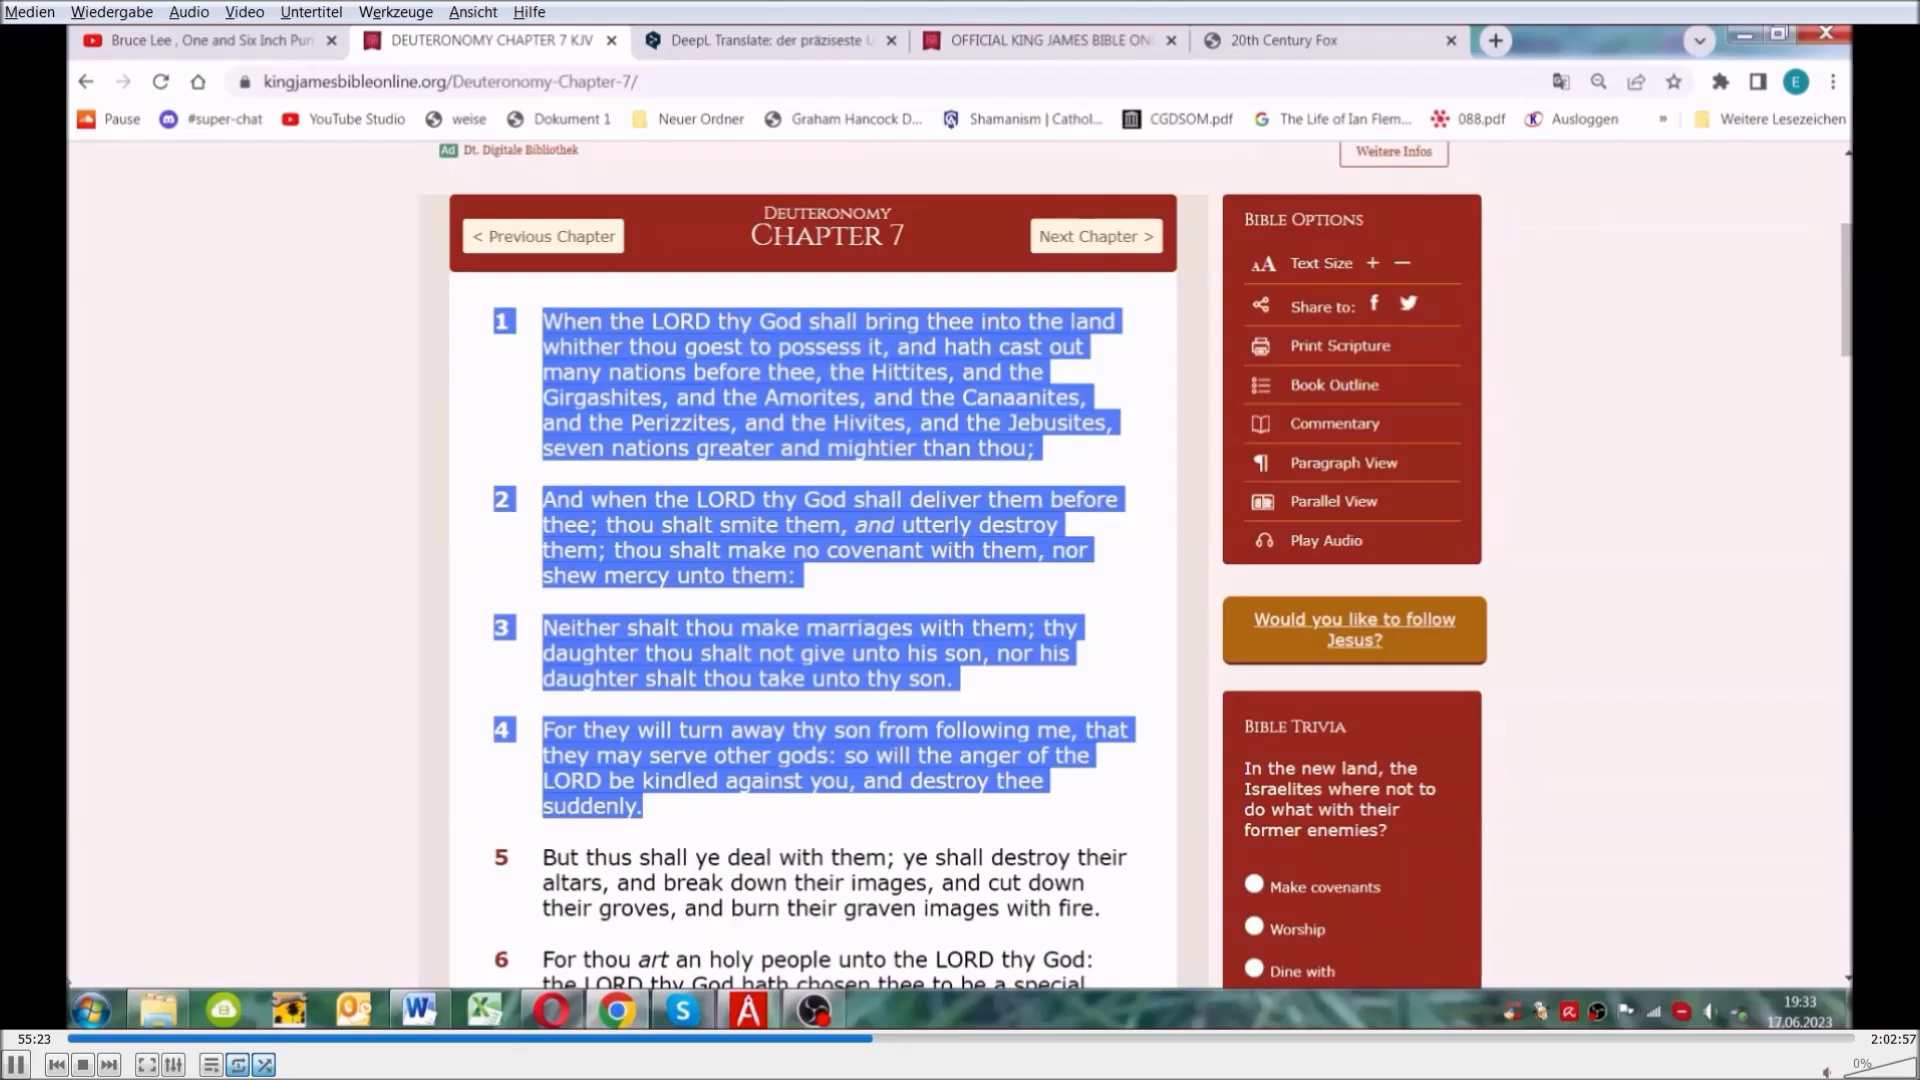 Medien Wiedergabe Audio Video Untertitel Werkzeuge Ansicht Hilfe
Bruce Lee , One and Six Inch Pun
DEUTERONOMY CHAPTER 7 KJV
DeepL Translate: der präziseste Ü
OFFICIAL KING JAMES BIBLE ON
20th Century Fox
kingjamesbibleonline.org/Deuteronomy-Chapter-7/
E
Pause #super-chat YouTube Studio weise Dokument 1 Neuer Ordner Graham Hancock D... Shamanism | Cathol... CGDSOM.pdf The Life of Ian Flem... 088.pdf Ausloggen » Weitere Lesezeichen
Ad Dt. Digitale Bibliothek
Weitere Infos
DEUTERONOMY
< Previous Chapter CHAPTER 7 Next Chapter >
1 When the LORD thy God shall bring thee into the land
whither thou goest to possess it, and hath cast out
many nations before thee, the Hittites, and the
Girgashites, and the Amorites, and the Canaanites,
and the Perizzites, and the Hivites, and the Jebusites,
seven nations greater and mightier than thou;
2 And when the LORD thy God shall deliver them before
thee; thou shalt smite them, and utterly destroy
them; thou shalt make no covenant with them, nor
shew mercy unto them:
3 Neither shalt thou make marriages with them; thy
daughter thou shalt not give unto his son, nor his
daughter shalt thou take unto thy son.
4 For they will turn away thy son from following me, that
they may serve other gods: so will the anger of the
LORD be kindled against you, and destroy thee
suddenly.
5 But thus shall ye deal with them; ye shall destroy their
altars, and break down their images, and cut down
their groves, and burn their graven images with fire.
6 For thou art an holy people unto the LORD thy God:
the LORD thy God hath chosen thee to be a special
BIBLE OPTIONS
AA Text Size + −
Share to:
Print Scripture
Book Outline
Commentary
Paragraph View
Parallel View
Play Audio
Would you like to follow
Jesus?
BIBLE TRIVIA
In the new land, the
Israelites where not to
do what with their
former enemies?
Make covenants
Worship
Dine with
19:33
17.06.2023
55:23
2:02:57
0%